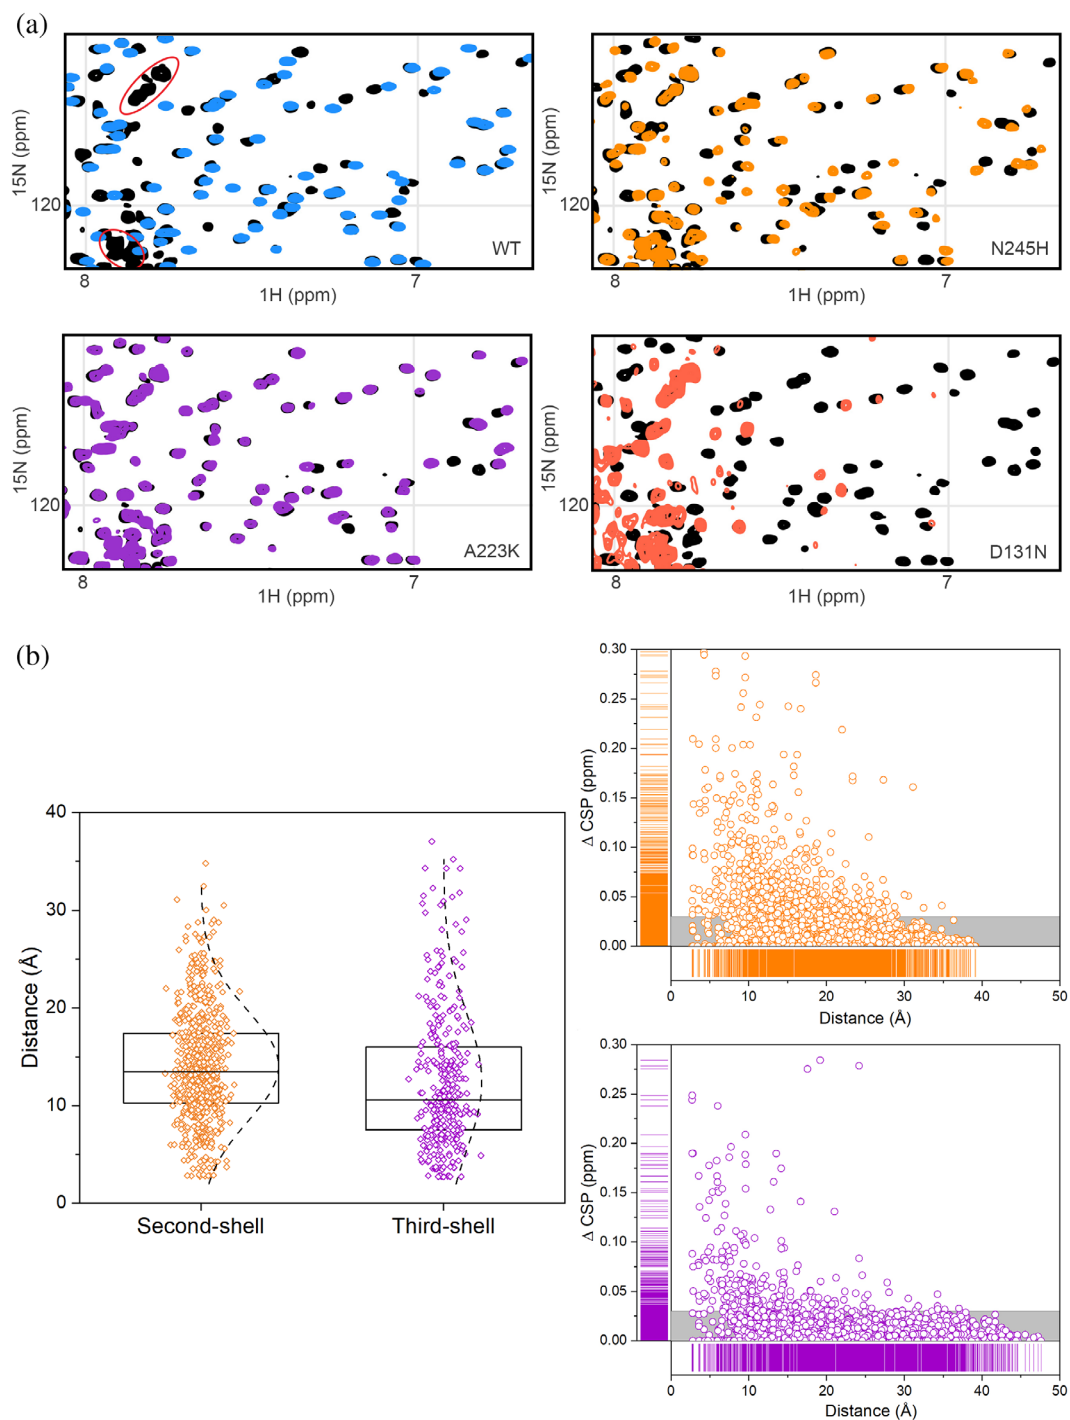 (a)
15N (ppm)
120
WT
8
7
1H (ppm)
15N (ppm)
120
N245H
8
7
1H (ppm)
15N (ppm)
120
A223K
8
7
1H (ppm)
15N (ppm)
120
D131N
8
7
1H (ppm)
(b)
Distance (Å)
40
30
20
10
0
Second-shell
Third-shell
Δ CSP (ppm)
0.30
0.25
0.20
0.15
0.10
0.05
0.00
0
10
20
30
40
50
Distance (Å)
Δ CSP (ppm)
0.30
0.25
0.20
0.15
0.10
0.05
0.00
0
10
20
30
40
50
Distance (Å)